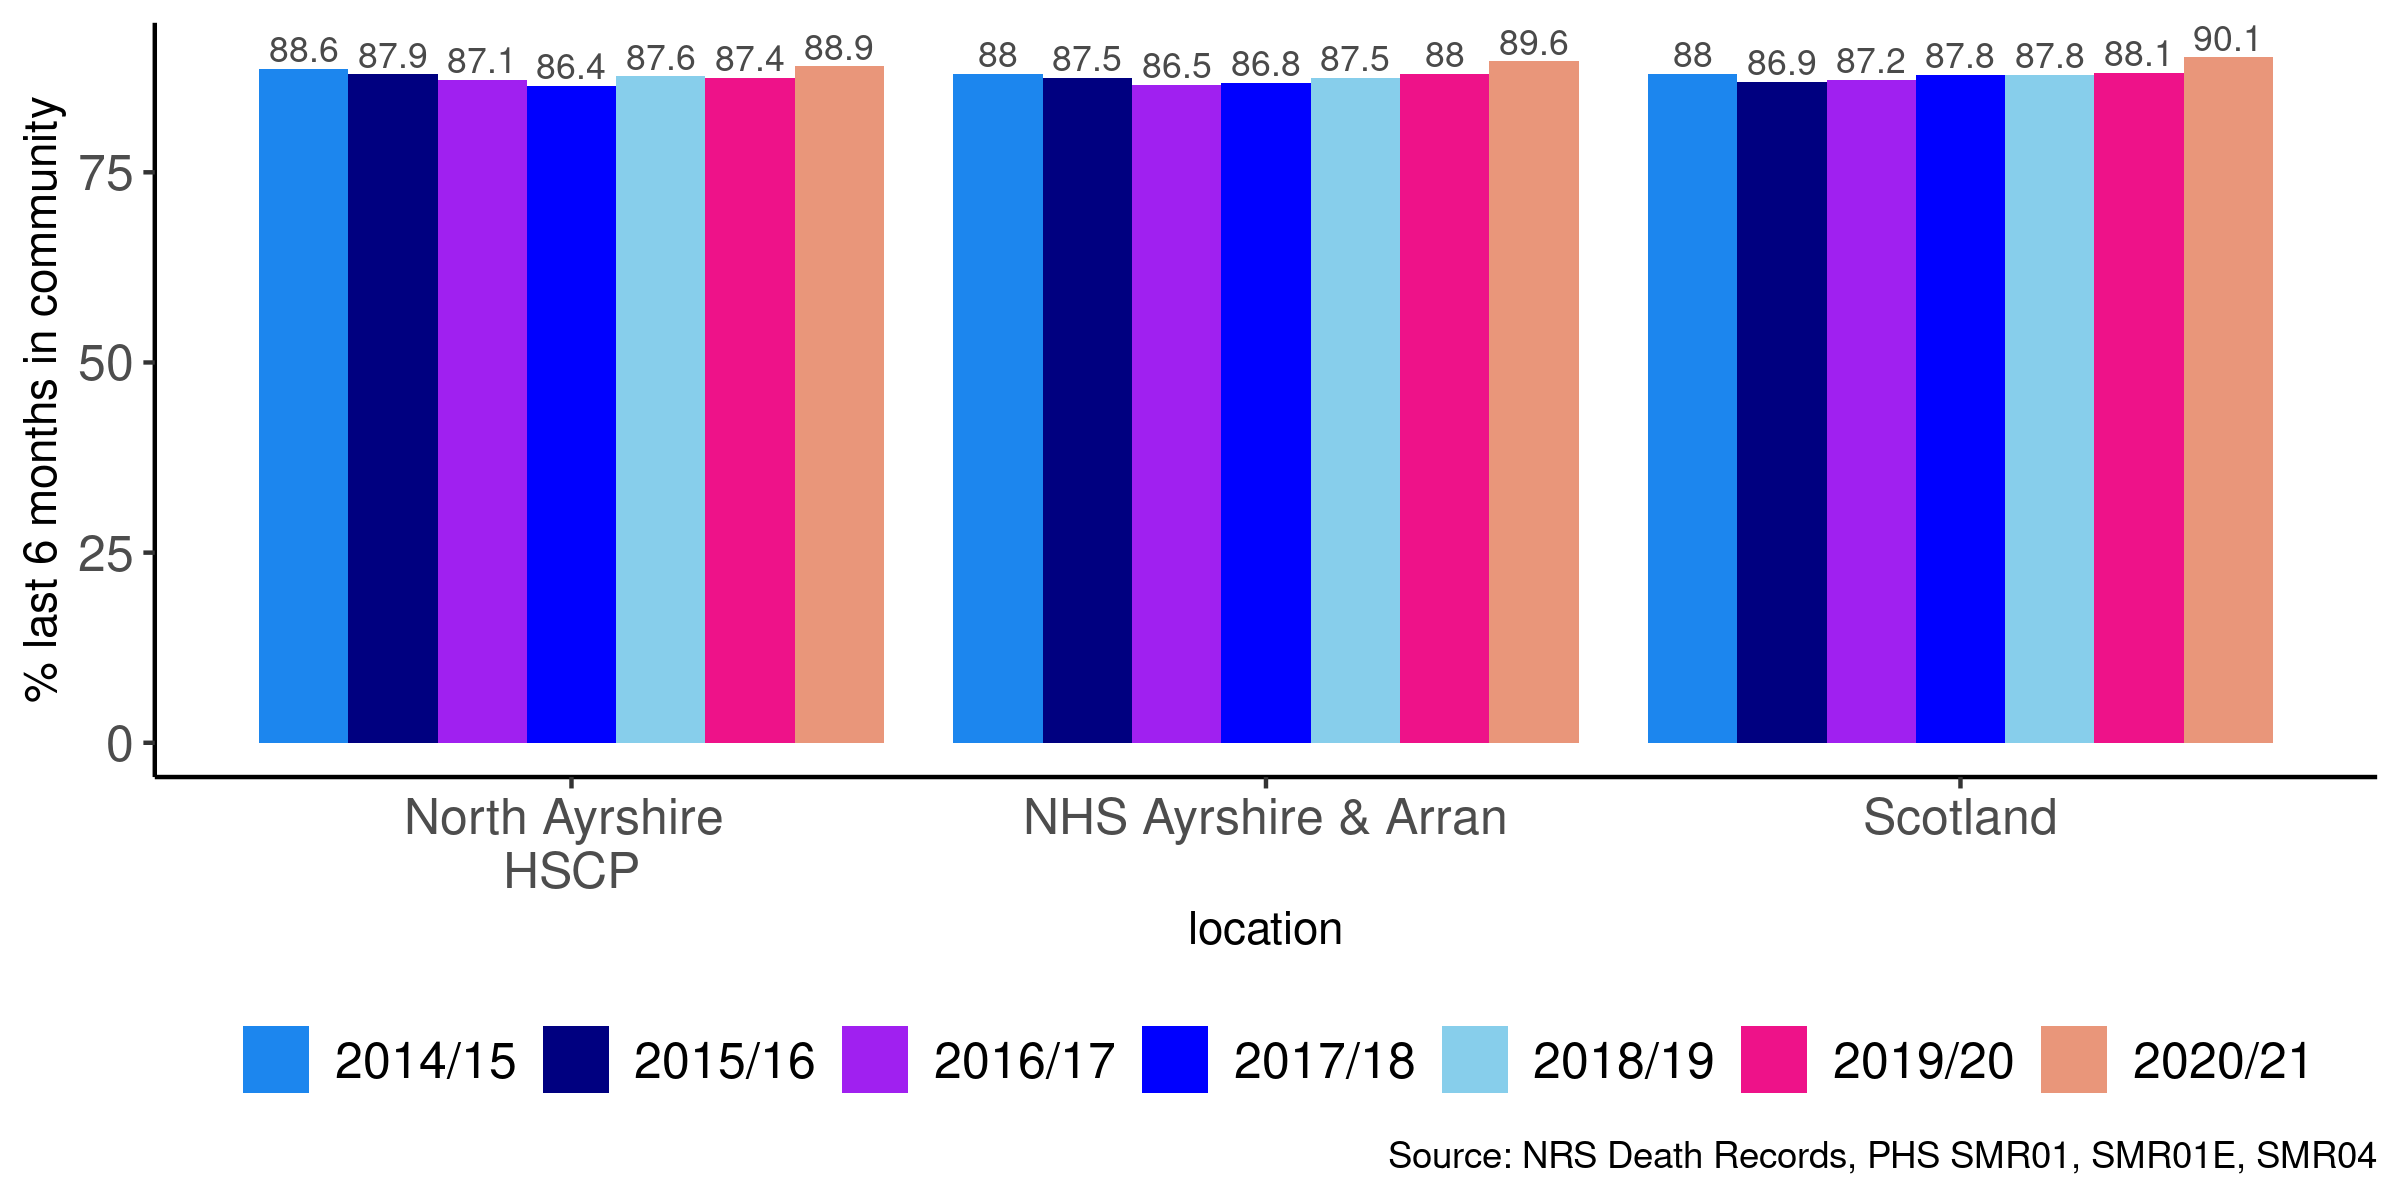 % last 6 months in community
75
50
25
0
88.6 87.9 87.1 86.4 87.6 87.4 88.9
88 87.5 86.5 86.8 87.5 88 89.6
88 86.9 87.2 87.8 87.8 88.1 90.1
North Ayrshire
HSCP
NHS Ayrshire & Arran
Scotland
location
2014/15 2015/16 2016/17 2017/18 2018/19 2019/20 2020/21
Source: NRS Death Records, PHS SMR01, SMR01E, SMR04